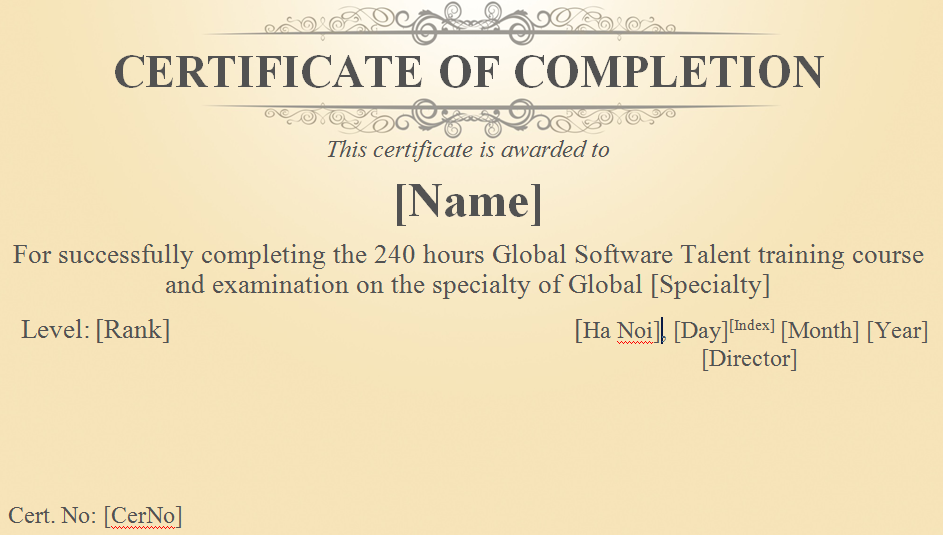 CERTIFICATE OF COMPLETION
This certificate is awarded to
[Name]
For successfully completing the 240 hours Global Software Talent training course
and examination on the specialty of Global [Specialty]
Level: [Rank]
[Ha Noi], [Day][Index] [Month] [Year]
[Director]
Cert. No: [CerNo]